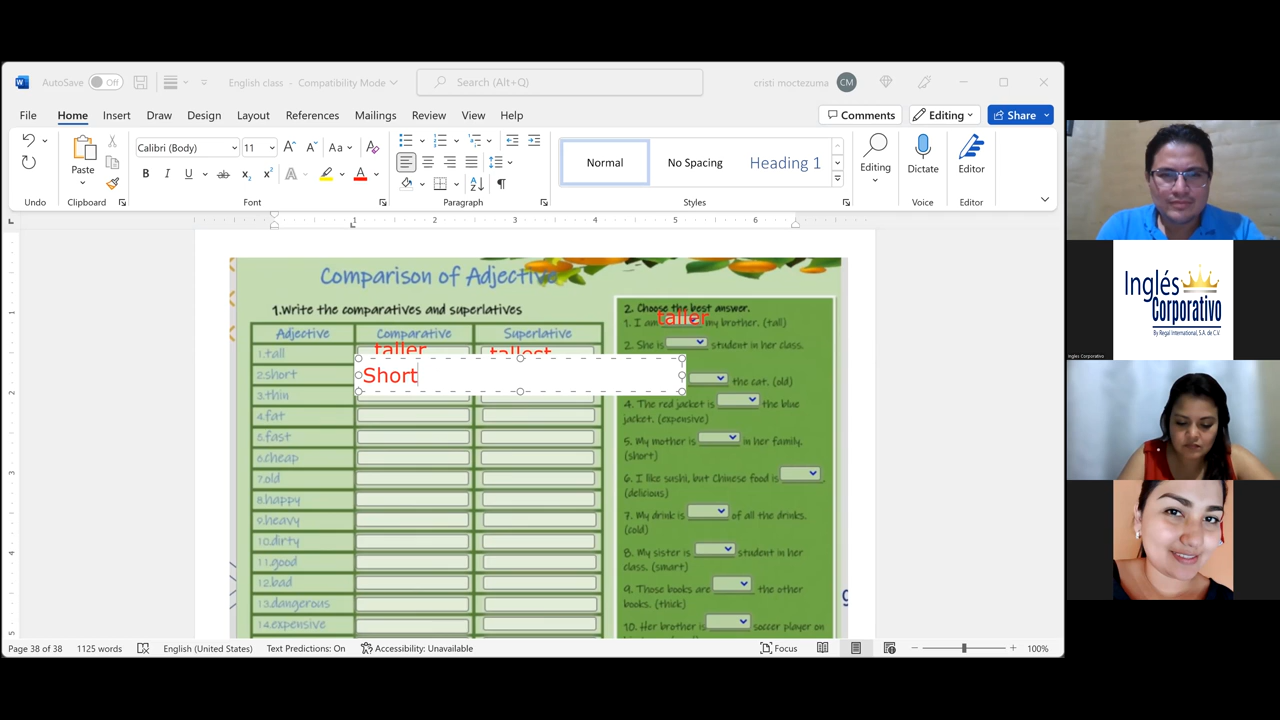 AutoSave Off English class - Compatibility Mode Search (Alt+Q) cristi moctezuma CM
File Home Insert Draw Design Layout References Mailings Review View Help Comments Editing Share
Calibri (Body) 11 Aa Normal No Spacing Heading 1
Paste Editing Dictate Editor
Undo Clipboard Font Paragraph Styles Voice Editor
Comparison of Adjective
1.Write the comparatives and superlatives
Adjective Comparative Superlative
1.tall taller tallest
2.short Short
3.thin
4.fat
5.fast
6.cheap
7.old
8.happy
9.heavy
10.dirty
11.good
12.bad
13.dangerous
14.expensive
2. Choose the best answer.
1. I am taller my brother. (tall)
2. She is student in her class.
the cat. (old)
4. The red jacket is the blue
jacket. (expensive)
5. My mother is in her family.
(short)
6. I like sushi, but Chinese food is
(delicious)
7. My drink is of all the drinks.
(cold)
8. My sister is student in her
class. (smart)
9. Those books are the other
books. (thick)
10. Her brother is soccer player on
Page 38 of 38 1125 words English (United States) Text Predictions: On Accessibility: Unavailable Focus 100%
Inglés
Corporativo
By Regal International, S.A. de C.V.
Inglés Corporativo